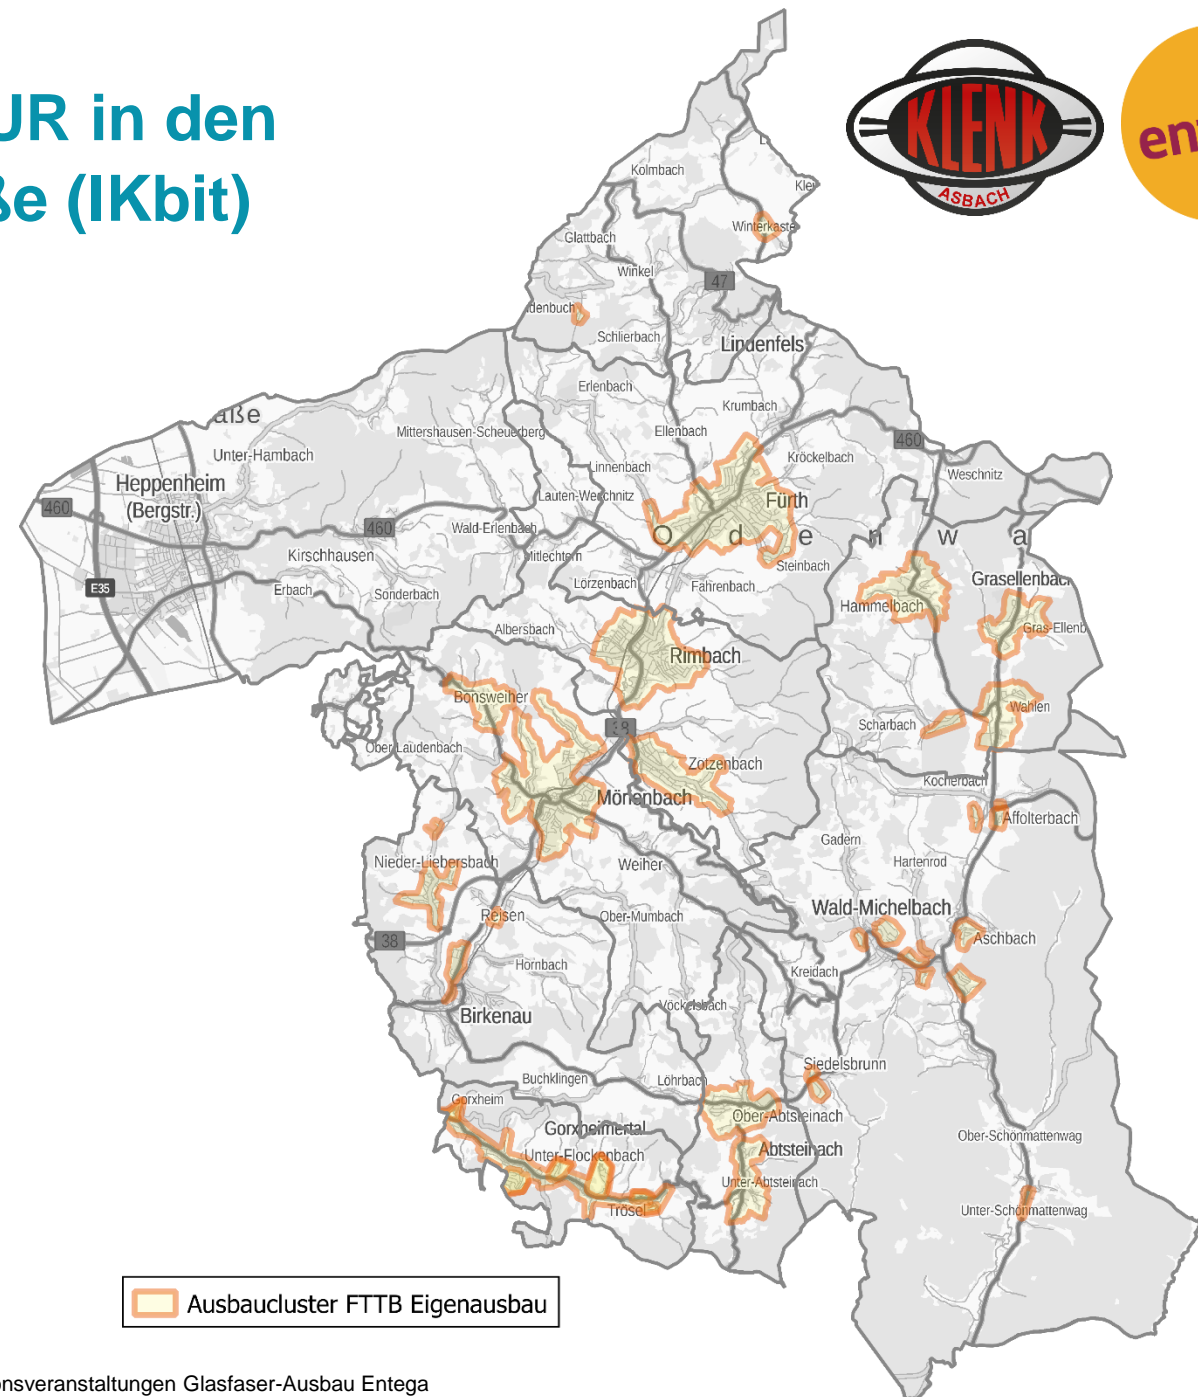 UR in den
ße (IKbit)
KLENK
ASBACH
en
Kolmbach
Winterkaste
Glattbach
Winkel
47
denbuch
Schlierbach
Lindenfels
Erlenbach
Krumbach
aße
Mittershausen-Scheuerberg
Ellenbach
460
Unter-Hambach
Kröckelbach
Linnenbach
Weschnitz
Heppenheim
(Bergstr.)
Lauten-Weschnitz
Fürth
460
460
Wald-Erlenbach
O d e n w a
Kirschhausen
Mitlechtern
Steinbach
E35
Erbach
Sonderbach
Lörzenbach
Fahrenbach
Grasellenbach
Hammelbach
Albersbach
Gras-Ellenb
Rimbach
Bonsweiher
Wahlen
Scharbach
38
Ober-Laudenbach
Zotzenbach
Kocherbach
Mörlenbach
Affolterbach
Gadern
Nieder-Liebersbach
Weiher
Hartenrod
Wald-Michelbach
Reisen
Ober-Mumbach
38
Aschbach
Hornbach
Kreidach
Vöckelsbach
Birkenau
Siedelsbrunn
Buchklingen
Löhrbach
Gorxheim
Ober-Abtsteinach
Gorxheimertal
Ober-Schönmattenwag
Unter-Flockenbach
Abtsteinach
Unter-Abtsteinach
Trösel
Unter-Schönmattenwag
Ausbaucluster FTTB Eigenausbau
onsveranstaltungen Glasfaser-Ausbau Entega